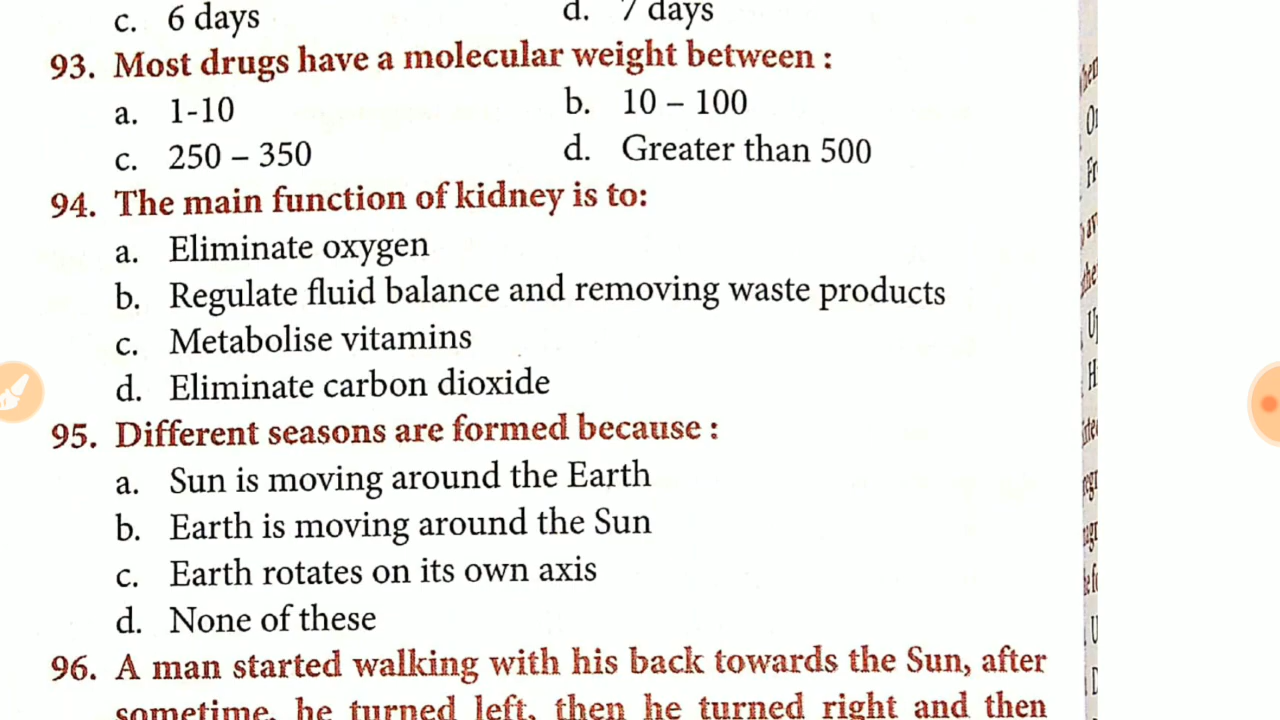 c. 6 days d. 7 days
93. Most drugs have a molecular weight between :
a. 1-10 b. 10 – 100
c. 250 – 350 d. Greater than 500
94. The main function of kidney is to:
a. Eliminate oxygen
b. Regulate fluid balance and removing waste products
c. Metabolise vitamins
d. Eliminate carbon dioxide
95. Different seasons are formed because :
a. Sun is moving around the Earth
b. Earth is moving around the Sun
c. Earth rotates on its own axis
d. None of these
96. A man started walking with his back towards the Sun, after
sometime, he turned left, then he turned right and then